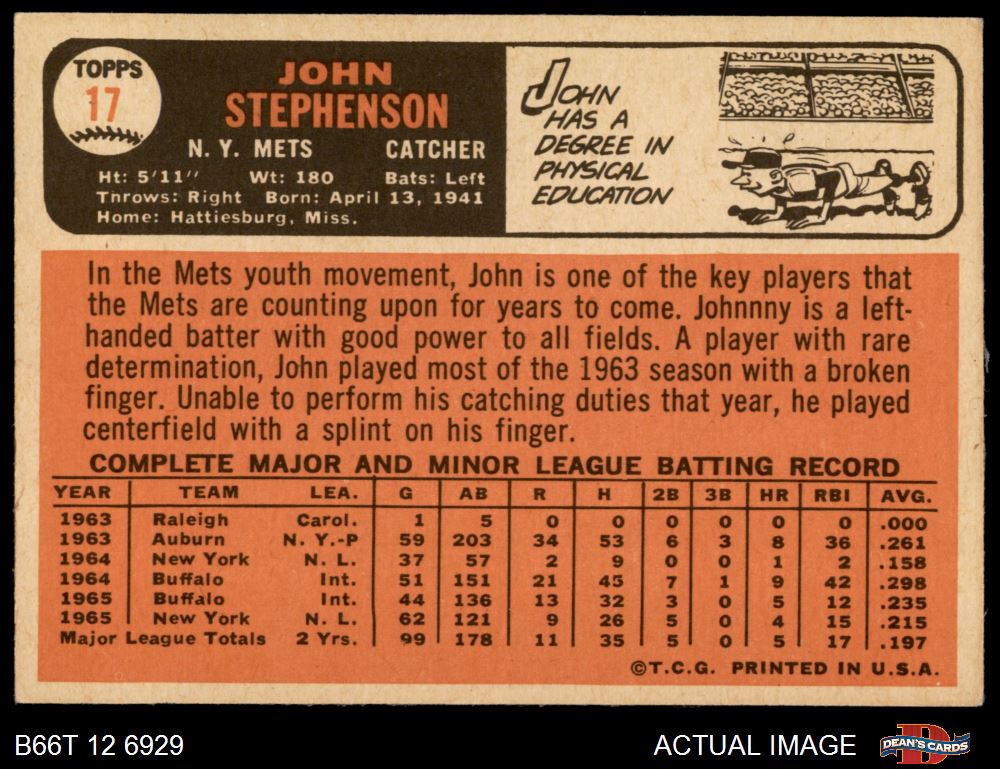 TOPPS
17
JOHN
STEPHENSON
N. Y. METS CATCHER
Ht: 5'11" Wt: 180 Bats: Left
Throws: Right Born: April 13, 1941
Home: Hattiesburg, Miss.
JOHN
HAS A
DEGREE IN
PHYSICAL
EDUCATION
In the Mets youth movement, John is one of the key players that
the Mets are counting upon for years to come. Johnnny is a left-
handed batter with good power to all fields. A player with rare
determination, John played most of the 1963 season with a broken
finger. Unable to perform his catching duties that year, he played
centerfield with a splint on his finger.
COMPLETE MAJOR AND MINOR LEAGUE BATTING RECORD
YEAR TEAM LEA. G AB R H 2B 3B HR RBI AVG.
1963 Raleigh Carol. 1 5 0 0 0 0 0 0 .000
1963 Auburn N. Y.-P 59 203 34 53 6 3 8 36 .261
1964 New York N. L. 37 57 2 9 0 0 1 2 .158
1964 Buffalo Int. 51 151 21 45 7 1 9 42 .298
1965 Buffalo Int. 44 136 13 32 3 0 5 12 .235
1965 New York N. L. 62 121 9 26 5 0 4 15 .215
Major League Totals 2 Yrs. 99 178 11 35 5 0 5 17 .197
©T.C.G. PRINTED IN U.S.A.
B66T 12 6929
ACTUAL IMAGE
DEAN'S CARDS